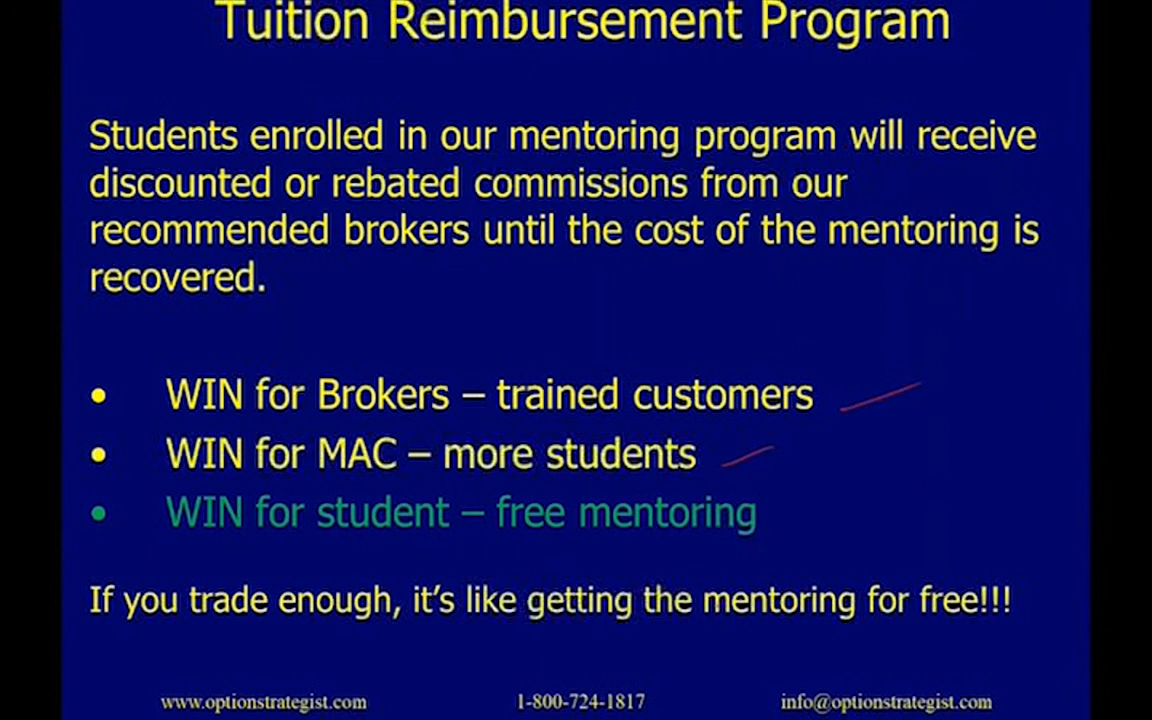 Tuition Reimbursement Program
Students enrolled in our mentoring program will receive
discounted or rebated commissions from our
recommended brokers until the cost of the mentoring is
recovered.
• WIN for Brokers – trained customers
• WIN for MAC – more students
• WIN for student – free mentoring
If you trade enough, it’s like getting the mentoring for free!!!
www.optionstrategist.com 1-800-724-1817 info@optionstrategist.com